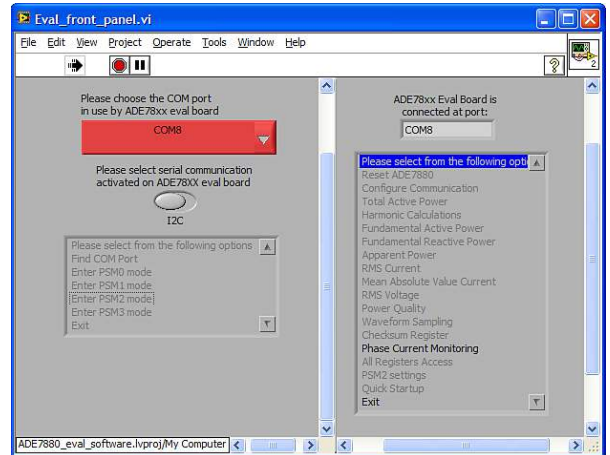 Eval_front_panel.vi
File Edit View Project Operate Tools Window Help
2
Please choose the COM port
in use by ADE78xx eval board
COM8
Please select serial communication
activated on ADE78XX eval board
I2C
Please select from the following options
Find COM Port
Enter PSM0 mode
Enter PSM1 mode
Enter PSM2 mode
Enter PSM3 mode
Exit
ADE78xx Eval Board is
connected at port:
COM8
Please select from the following opti
Reset ADE7880
Configure Communication
Total Active Power
Harmonic Calculations
Fundamental Active Power
Fundamental Reactive Power
Apparent Power
RMS Current
Mean Absolute Value Current
RMS Voltage
Power Quality
Waveform Sampling
Checksum Register
Phase Current Monitoring
All Registers Access
PSM2 settings
Quick Startup
Exit
ADE7880_eval_software.lvproj/My Computer